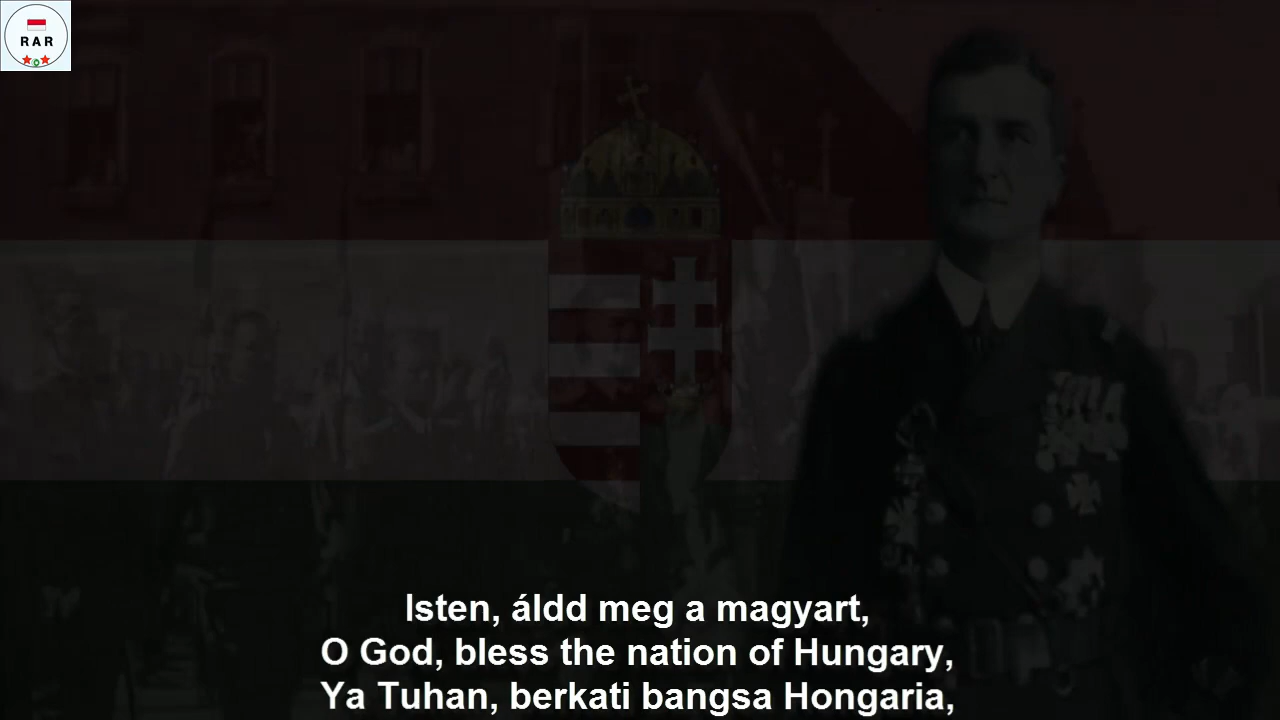 RAR
Isten, áldd meg a magyart,
O God, bless the nation of Hungary,
Ya Tuhan, berkati bangsa Hongaria,